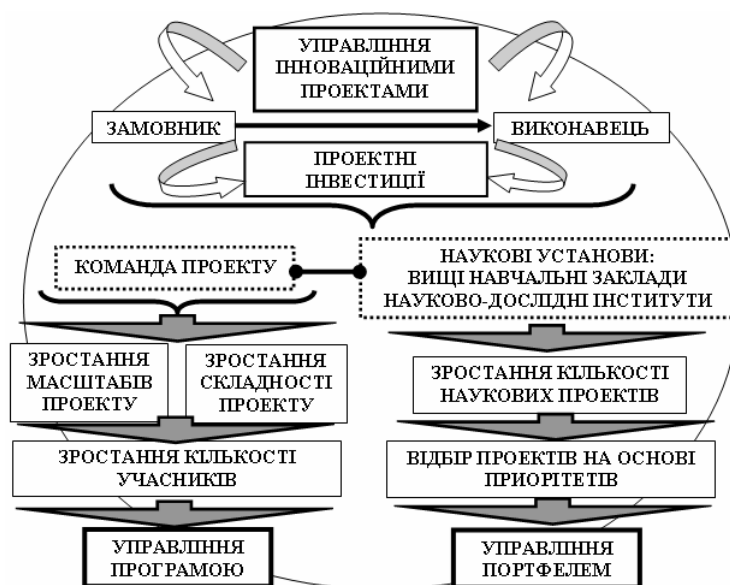 УПРАВЛІННЯ
ІННОВАЦІЙНИМИ
ПРОЕКТАМИ
ЗАМОВНИК
ВИКОНАВЕЦЬ
ПРОЕКТНІ
ІНВЕСТИЦІЇ
КОМАНДА ПРОЕКТУ
НАУКОВІ УСТАНОВИ:
ВИЩІ НАВЧАЛЬНІ ЗАКЛАДИ
НАУКОВО-ДОСЛІДНІ ІНСТИТУТИ
ЗРОСТАННЯ
МАСШТАБІВ
ПРОЕКТУ
ЗРОСТАННЯ
СКЛАДНОСТІ
ПРОЕКТУ
ЗРОСТАННЯ КІЛЬКОСТІ
НАУКОВИХ ПРОЕКТІВ
ЗРОСТАННЯ КІЛЬКОСТІ
УЧАСНИКІВ
ВІДБІР ПРОЕКТІВ НА ОСНОВІ
ПРИОРІТЕТІВ
УПРАВЛІННЯ
ПРОГРАМОЮ
УПРАВЛІННЯ
ПОРТФЕЛЕМ